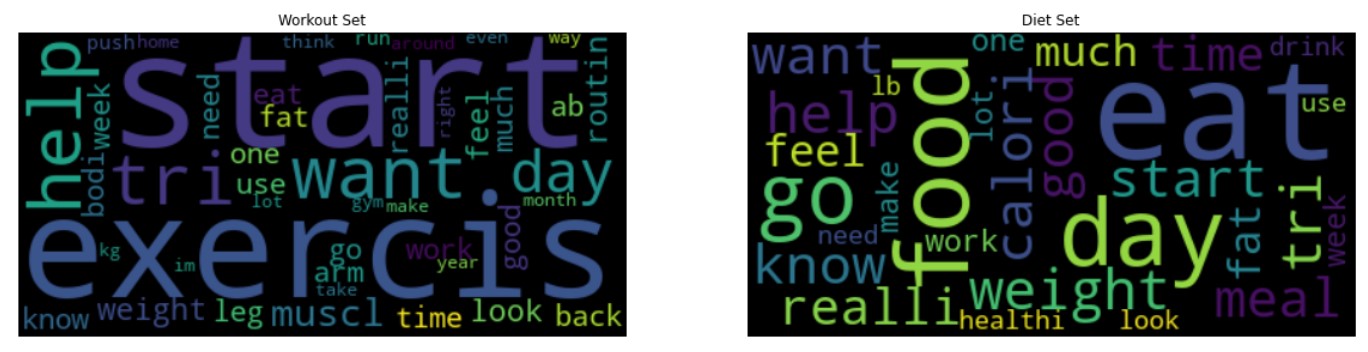 Workout Set
push
home
think
run
around
even
way
start
help
week
need
eat
fat
realli
right
feel
much
ab
routin
bodi
tri
one
use
lot
want
day
gym
make
month
exercis
kg
im
go
arm
take
work
year
good
know
weight
leg
muscl
time
look
back
Diet Set
want
one
much
time
drink
lb
help
food
lot
calori
good
eat
use
feel
go
make
start
need
work
day
fat
tri
week
know
weight
meal
realli
healthi
look